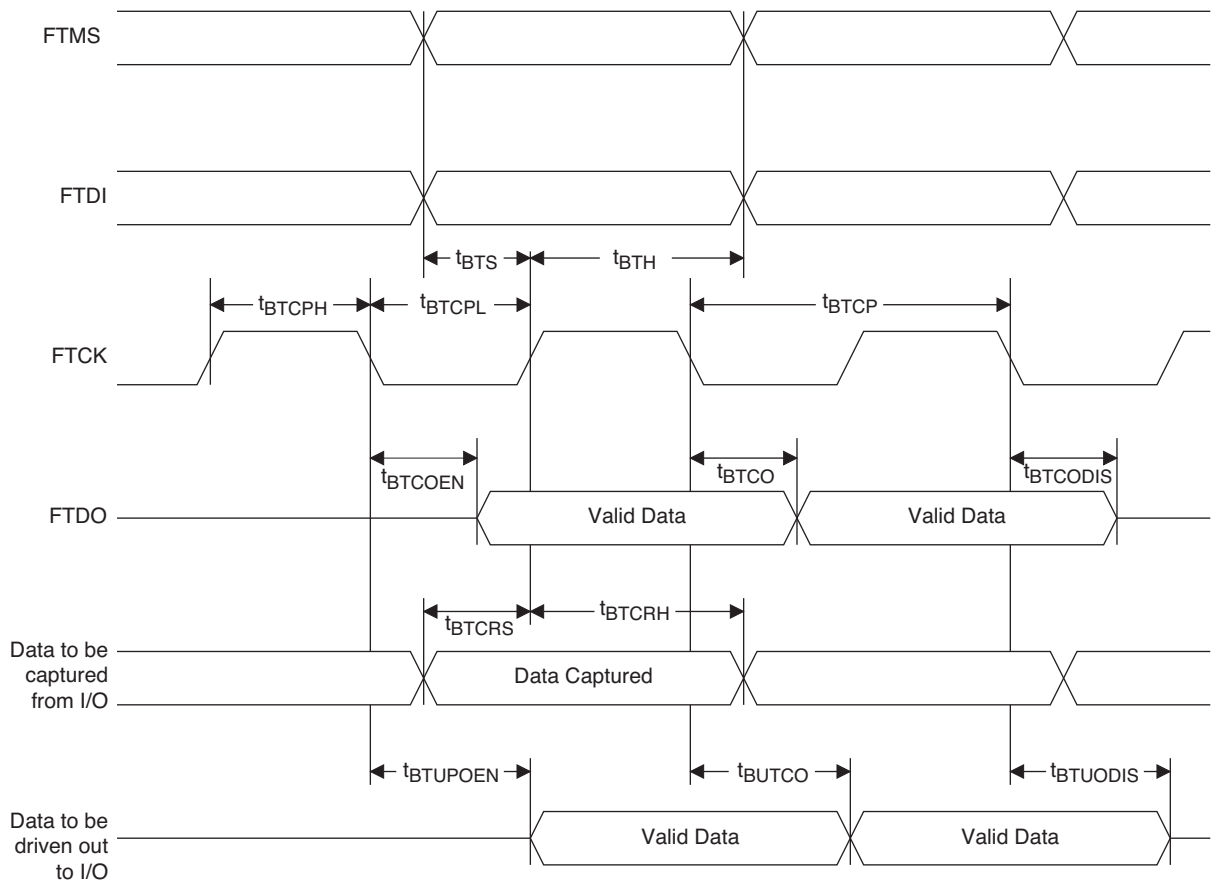 FTMS
FTDI
tBTS
tBTH
tBTCPH
tBTCPL
tBTCP
FTCK
tBTCOEN
tBTCO
tBTCODIS
FTDO
Valid Data
Valid Data
tBTCRS
tBTCRH
Data to be
captured
from I/O
Data Captured
tBTUPOEN
tBUTCO
tBTUODIS
Data to be
driven out
to I/O
Valid Data
Valid Data